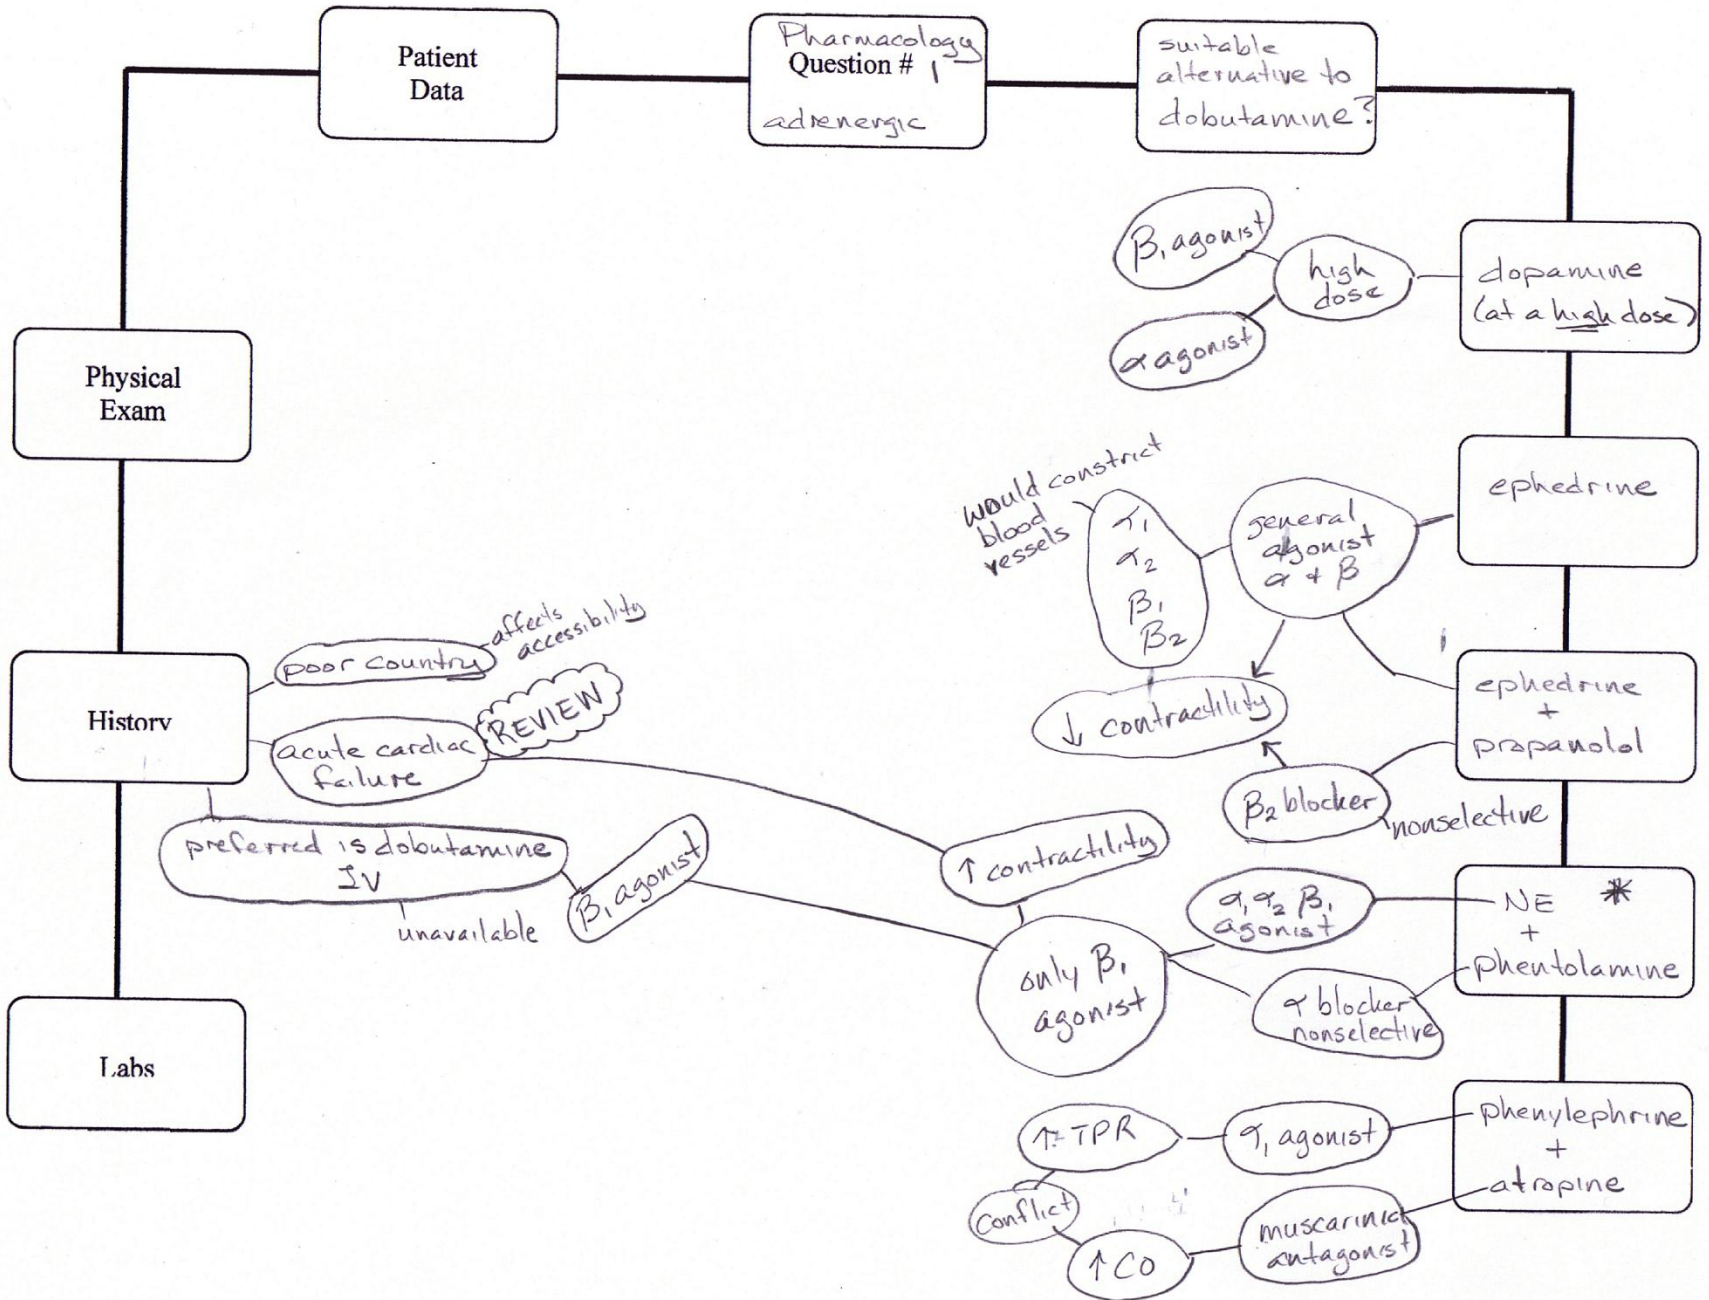 Patient
Data
Pharmacology
Question # 1
adrenergic
suitable
alternative to
dobutamine?
β₁ agonist
high
dose
α agonist
dopamine
(at a high dose)
Physical
Exam
would constrict
blood
vessels
α1
α2
β1
β2
general
agonist
α + β
ephedrine
↓ contractility
ephedrine
+
propanolol
β2 blocker
nonselective
History
poor country
affects
accessibility
acute cardiac
failure
REVIEW
preferred is dobutamine
IV
unavailable
β₁ agonist
↑ contractility
only β₁
agonist
α₁ α₂ β₁
agonist
α blocker
nonselective
NE *
+
phentolamine
Labs
↑ TPR
α₁ agonist
conflict
↑ CO
muscarinic
antagonist
phenylephrine
+
atropine